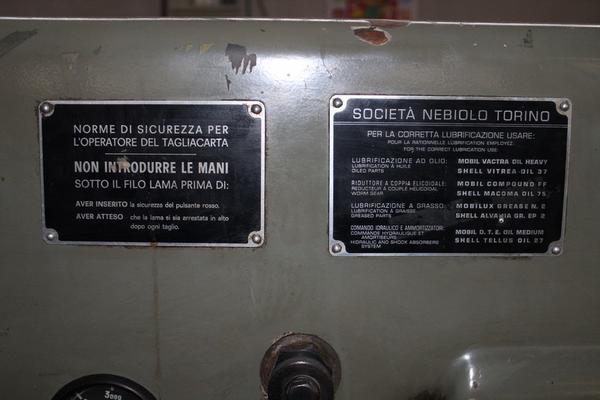 NORME DI SICUREZZA PER
L'OPERATORE DEL TAGLIACARTA
NON INTRODURRE LE MANI
SOTTO IL FILO LAMA PRIMA DI:
AVER INSERITO la sicurezza del pulsante rosso.
AVER ATTESO che la lama si sia arrestata in alto
dopo ogni taglio.
SOCIETÀ NEBIOLO TORINO
PER LA CORRETTA LUBRIFICAZIONE USARE:
POUR LA RATIONNELLE LUBRIFICATION EMPLOYEZ:
FOR THE CORRECT LUBRICATION USE:
LUBRIFICAZIONE AD OLIO: MOBIL VACTRA OIL HEAVY
LUBRIFICATION À HUILE SHELL VITREA OIL 37
OILED PARTS
RIDUTTORE A COPPIA ELICOIDALE: MOBIL COMPOUND FF
REDUCTEUR À COUPLE HELICOIDAL SHELL MACOMA OIL 75
WORM GEAR
LUBRIFICAZIONE A GRASSO: MOBILUX GREASE N. 2
LUBRIFICATION À GRAISSE SHELL ALVANIA GR. EP 2
GREASED PARTS
COMANDO IDRAULICO E AMMORTIZZATORI: MOBIL D. T. E. OIL MEDIUM
COMMANDE HYDRAULIQUE ET
AMORTISEURS SHELL TELLUS OIL 27
HIDRAULIC AND SHOCK ABSORBERS
SYSTEM